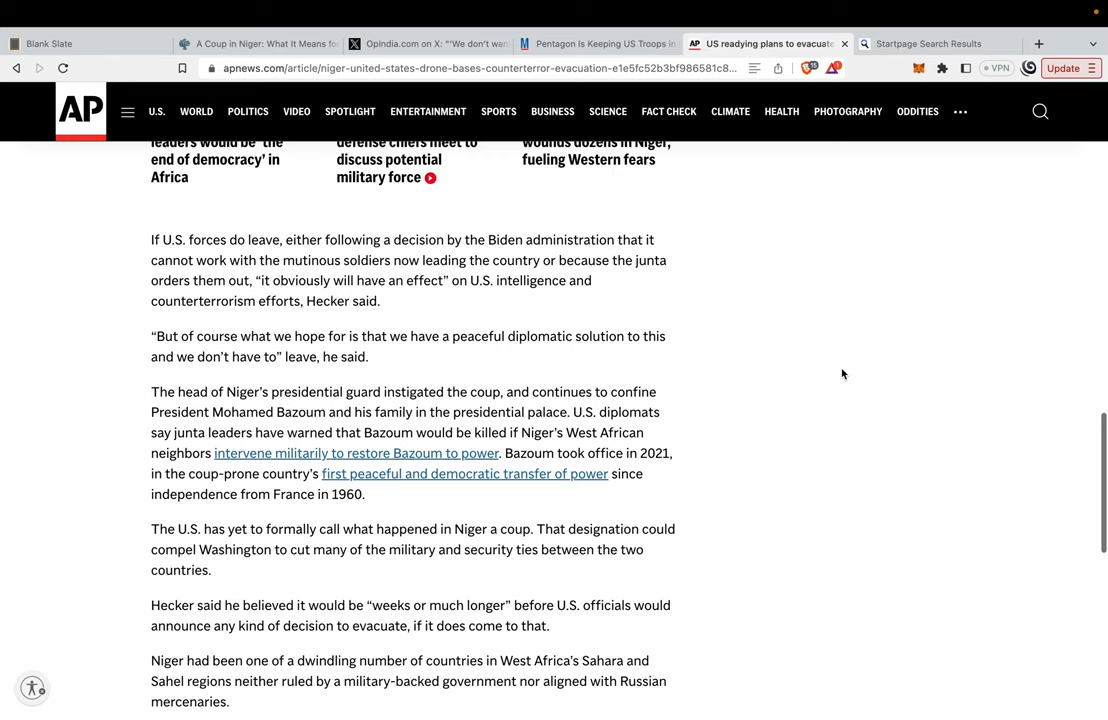 Blank Slate
A Coup in Niger: What It Means for
OpIndia.com on X: "'We don't wan
Pentagon Is Keeping US Troops in
US readying plans to evacuate
Startpage Search Results
apnews.com/article/niger-united-states-drone-bases-counterterror-evacuation-e1e5fc52b3bf986581c8...
15
1
VPN
Update
AP
U.S. WORLD POLITICS VIDEO SPOTLIGHT ENTERTAINMENT SPORTS BUSINESS SCIENCE FACT CHECK CLIMATE HEALTH PHOTOGRAPHY ODDITIES
leaders would be 'the
end of democracy' in
Africa
defense chiefs meet to
discuss potential
military force
wounds dozens in Niger,
fueling Western fears
If U.S. forces do leave, either following a decision by the Biden administration that it
cannot work with the mutinous soldiers now leading the country or because the junta
orders them out, “it obviously will have an effect” on U.S. intelligence and
counterterrorism efforts, Hecker said.
“But of course what we hope for is that we have a peaceful diplomatic solution to this
and we don’t have to” leave, he said.
The head of Niger’s presidential guard instigated the coup, and continues to confine
President Mohamed Bazoum and his family in the presidential palace. U.S. diplomats
say junta leaders have warned that Bazoum would be killed if Niger’s West African
neighbors intervene militarily to restore Bazoum to power. Bazoum took office in 2021,
in the coup-prone country’s first peaceful and democratic transfer of power since
independence from France in 1960.
The U.S. has yet to formally call what happened in Niger a coup. That designation could
compel Washington to cut many of the military and security ties between the two
countries.
Hecker said he believed it would be “weeks or much longer” before U.S. officials would
announce any kind of decision to evacuate, if it does come to that.
Niger had been one of a dwindling number of countries in West Africa’s Sahara and
Sahel regions neither ruled by a military-backed government nor aligned with Russian
mercenaries.